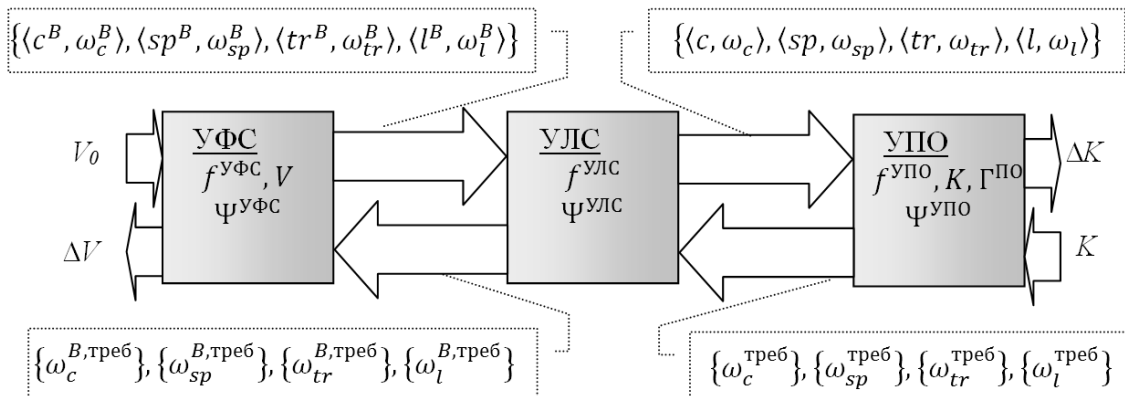 {⟨c^B, ω_c^B⟩, ⟨sp^B, ω_sp^B⟩, ⟨tr^B, ω_tr^B⟩, ⟨l^B, ω_l^B⟩}
{⟨c, ω_c⟩, ⟨sp, ω_sp⟩, ⟨tr, ω_tr⟩, ⟨l, ω_l⟩}
V_0
УФС
f^УФС, V
Ψ^УФС
УЛС
f^УЛС
Ψ^УЛС
УПО
f^УПО, K, Γ^ПО
Ψ^УПО
ΔK
ΔV
K
{ω_c^B,треб}, {ω_sp^B,треб}, {ω_tr^B,треб}, {ω_l^B,треб}
{ω_c^треб}, {ω_sp^треб}, {ω_tr^треб}, {ω_l^треб}